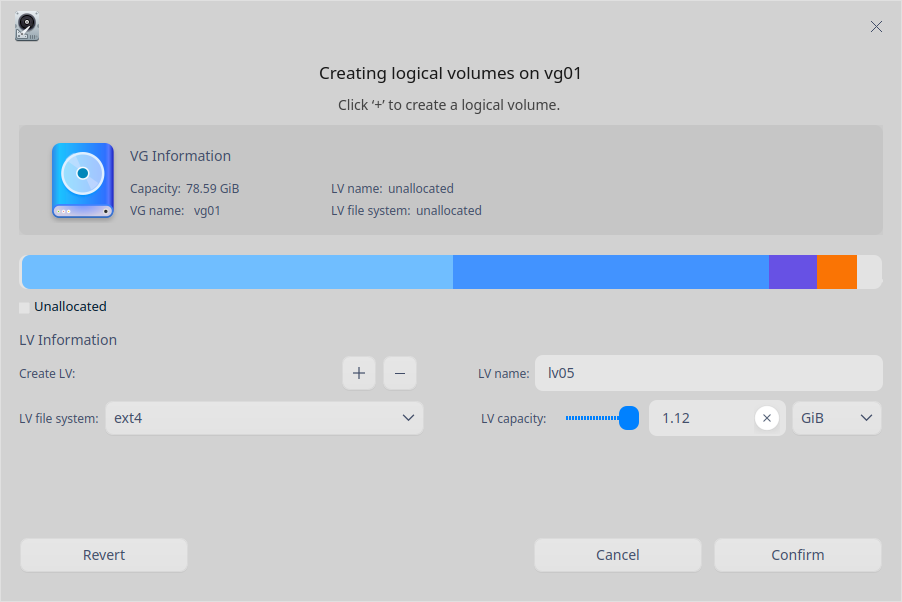 Creating logical volumes on vg01
Click ‘+’ to create a logical volume.
VG Information
Capacity: 78.59 GiB
LV name: unallocated
VG name: vg01
LV file system: unallocated
Unallocated
LV Information
Create LV:
LV name: lv05
LV file system: ext4
LV capacity: 1.12 GiB
Revert
Cancel
Confirm